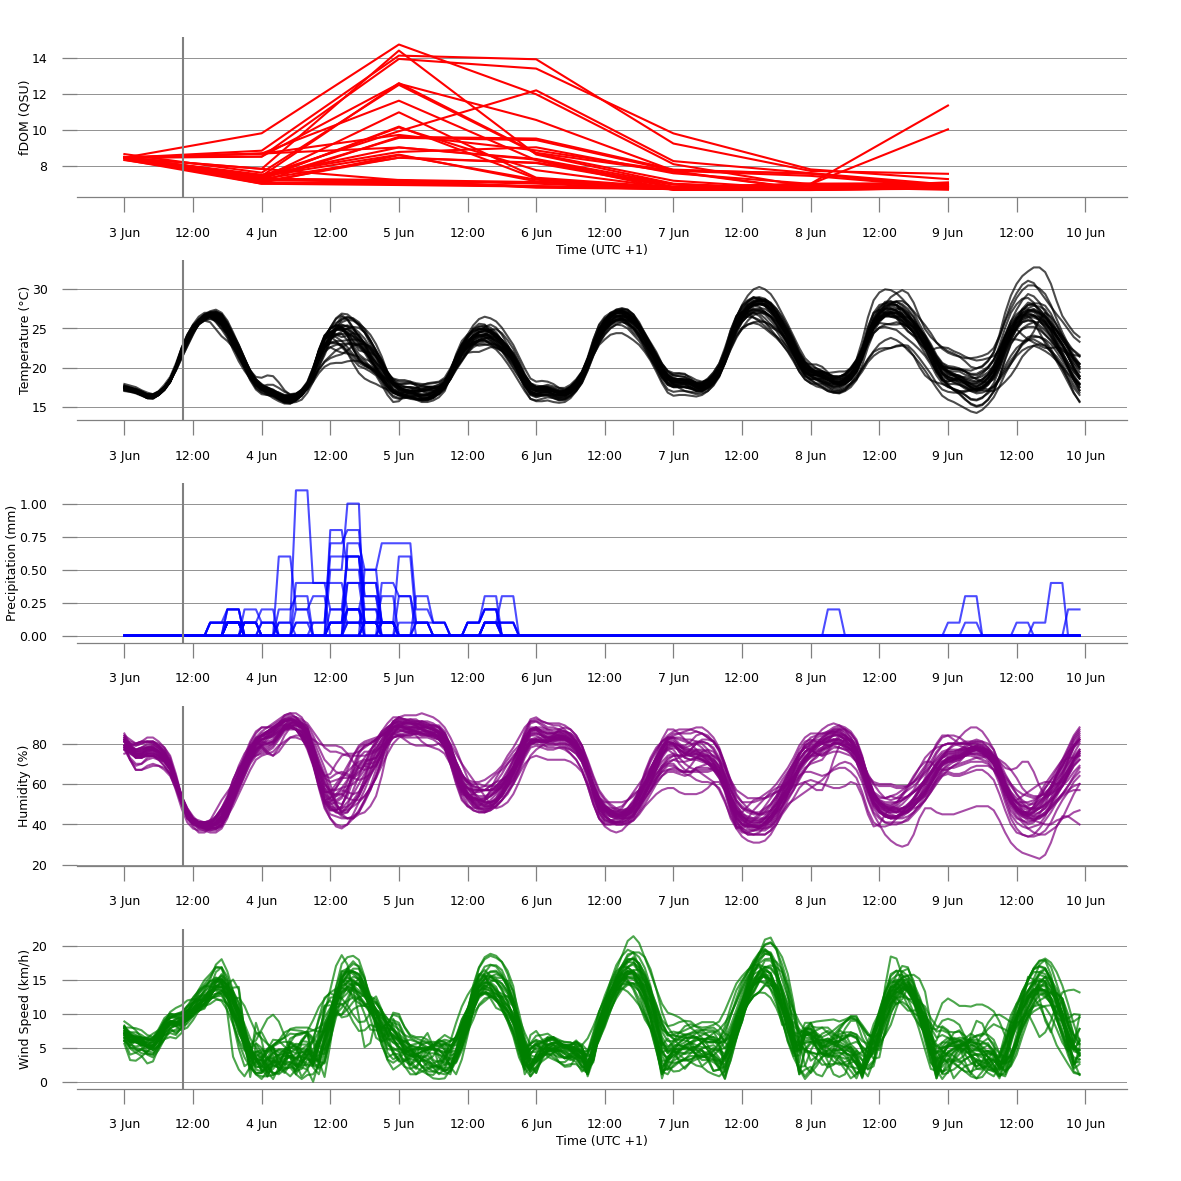 fDOM (QSU)
14
12
10
8
3 Jun 12:00 4 Jun 12:00 5 Jun 12:00 6 Jun 12:00 7 Jun 12:00 8 Jun 12:00 9 Jun 12:00 10 Jun
Time (UTC +1)
Temperature (°C)
30
25
20
15
3 Jun 12:00 4 Jun 12:00 5 Jun 12:00 6 Jun 12:00 7 Jun 12:00 8 Jun 12:00 9 Jun 12:00 10 Jun
Precipitation (mm)
1.00
0.75
0.50
0.25
0.00
3 Jun 12:00 4 Jun 12:00 5 Jun 12:00 6 Jun 12:00 7 Jun 12:00 8 Jun 12:00 9 Jun 12:00 10 Jun
Humidity (%)
80
60
40
20
3 Jun 12:00 4 Jun 12:00 5 Jun 12:00 6 Jun 12:00 7 Jun 12:00 8 Jun 12:00 9 Jun 12:00 10 Jun
Wind Speed (km/h)
20
15
10
5
0
3 Jun 12:00 4 Jun 12:00 5 Jun 12:00 6 Jun 12:00 7 Jun 12:00 8 Jun 12:00 9 Jun 12:00 10 Jun
Time (UTC +1)